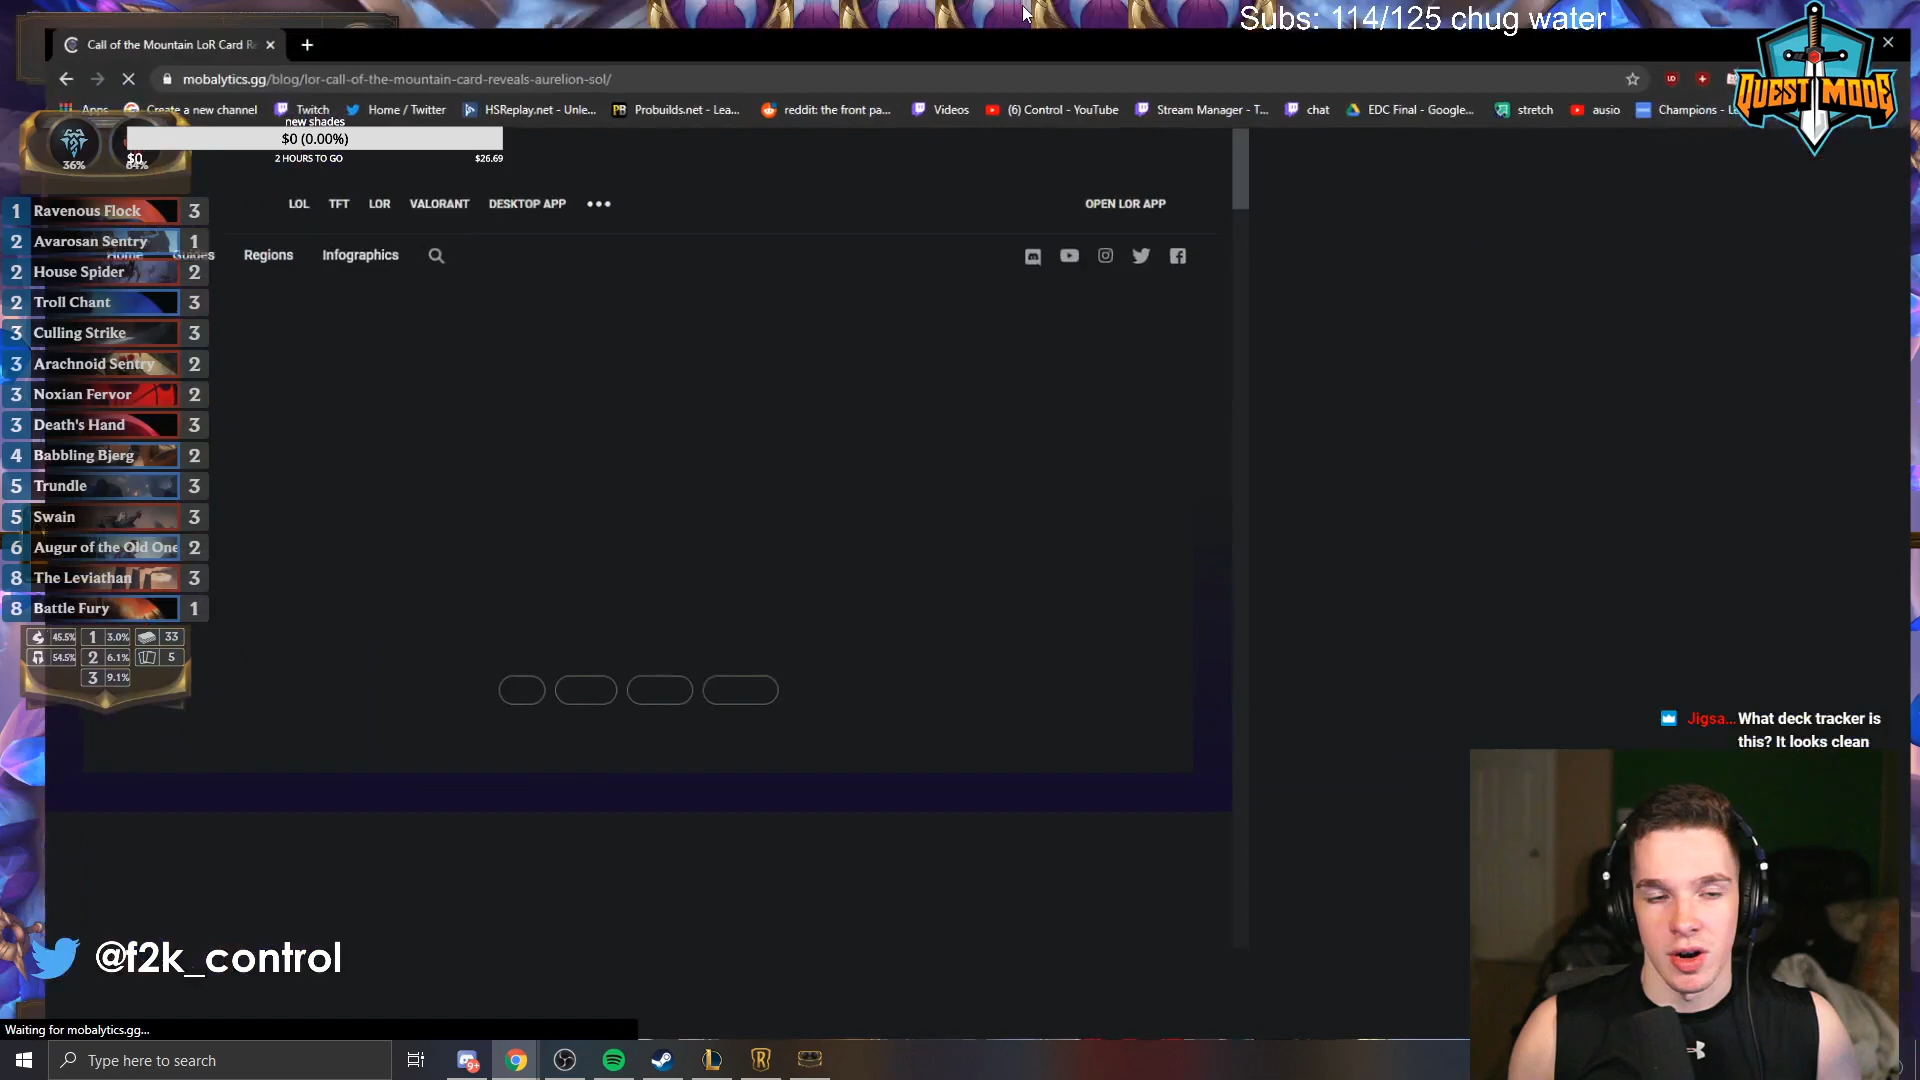 Subs: 114/125 chug water
Call of the Mountain LoR Card Re
mobalytics.gg/blog/lor-call-of-the-mountain-card-reveals-aurelion-sol/
QUEST MODE
Apps
Create a new channel
Twitch
Home / Twitter
HSReplay.net - Unle...
Probuilds.net - Lea...
reddit: the front pa...
Videos
(6) Control - YouTube
Stream Manager - T...
chat
EDC Final - Google...
stretch
ausio
Champions - Le
new shades
$0 (0.00%)
$0
2 HOURS TO GO
$26.69
36%
64%
LOL
TFT
LOR
VALORANT
DESKTOP APP
•••
OPEN LOR APP
Home
Guides
Regions
Infographics
1 Ravenous Flock 3
2 Avarosan Sentry 1
2 House Spider 2
2 Troll Chant 3
3 Culling Strike 3
3 Arachnoid Sentry 2
3 Noxian Fervor 2
3 Death's Hand 3
4 Babbling Bjerg 2
5 Trundle 3
5 Swain 3
6 Augur of the Old One 2
8 The Leviathan 3
8 Battle Fury 1
45.5% 1 3.0% 33
54.5% 2 6.1% 5
3 9.1%
Jigsa... What deck tracker is
this? It looks clean
@f2k_control
Waiting for mobalytics.gg...
Type here to search
9+